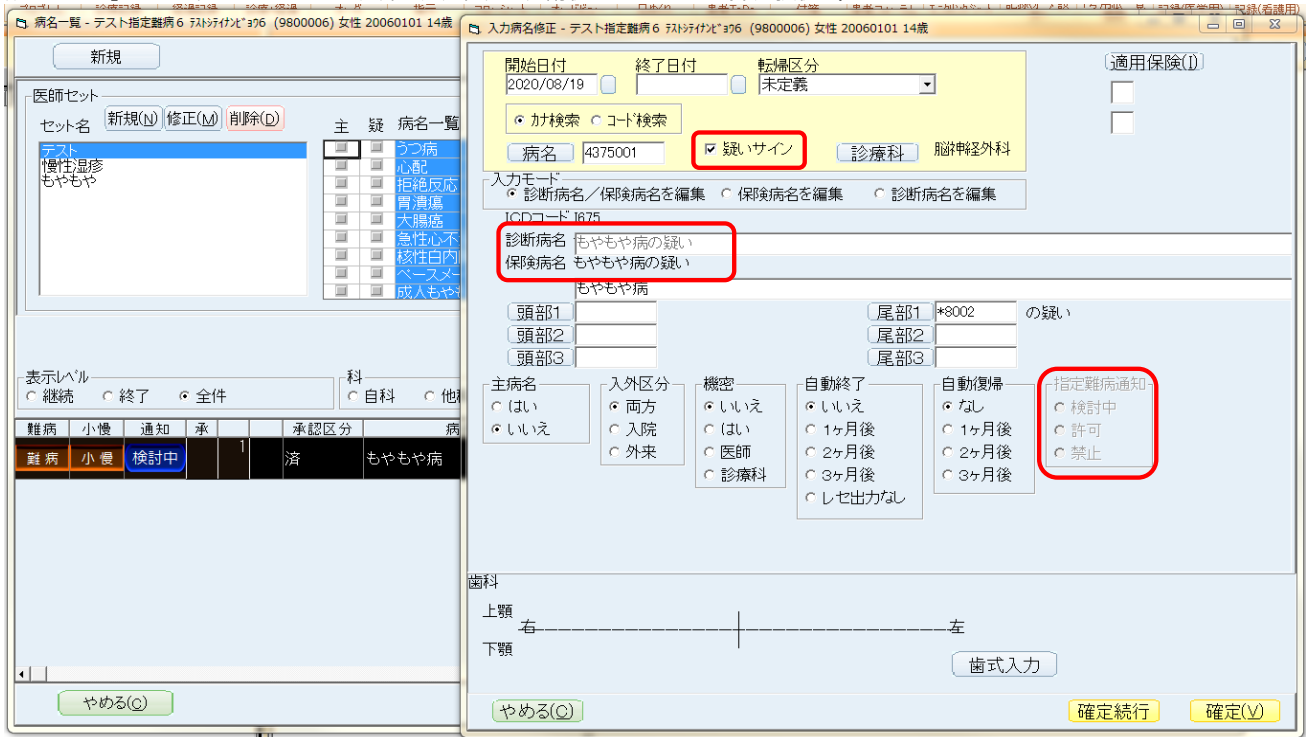 病名一覧 - テスト指定難病6 ﾃｽﾄｼﾃｲﾅﾝﾋﾞｮｳ6 (9800006) 女性 20060101 14歳
新規
医師セット
セット名 新規(N) 修正(M) 削除(D)
主 疑 病名一覧
テスト
慢性湿疹
もやもや
うつ病
心配
拒絶反応
胃潰瘍
大腸癌
急性心不
核性白内
ペースメー
成人もやも
表示レベル
継続 終了 全件
科
自科
難病 小慢 通知 承 承認区分 病
難病 小慢 検討中 1 済 もやもや病
やめる(C)
入力病名修正 - テスト指定難病6 ﾃｽﾄｼﾃｲﾅﾝﾋﾞｮｳ6 (9800006) 女性 20060101 14歳
開始日付 終了日付 転帰区分
2020/08/19 未定義
適用保険(I)
カナ検索 コード検索
病名 4375001 疑いサイン 診療科 脳神経外科
入力モード
診断病名／保険病名を編集 保険病名を編集 診断病名を編集
ICDコード I675
診断病名 もやもや病の疑い
保険病名 もやもや病の疑い
もやもや病
頭部1 尾部1 *8002 の疑い
頭部2 尾部2
頭部3 尾部3
主病名 入外区分 機密 自動終了 自動復帰 指定難病通知
はい 両方 いいえ いいえ なし 検討中
いいえ 入院 はい 1ヶ月後 1ヶ月後 許可
外来 医師 2ヶ月後 2ヶ月後 禁止
診療科 3ヶ月後 3ヶ月後
レセ出力なし
歯科
上顎
右 左
下顎
歯式入力
やめる(C) 確定続行 確定(V)